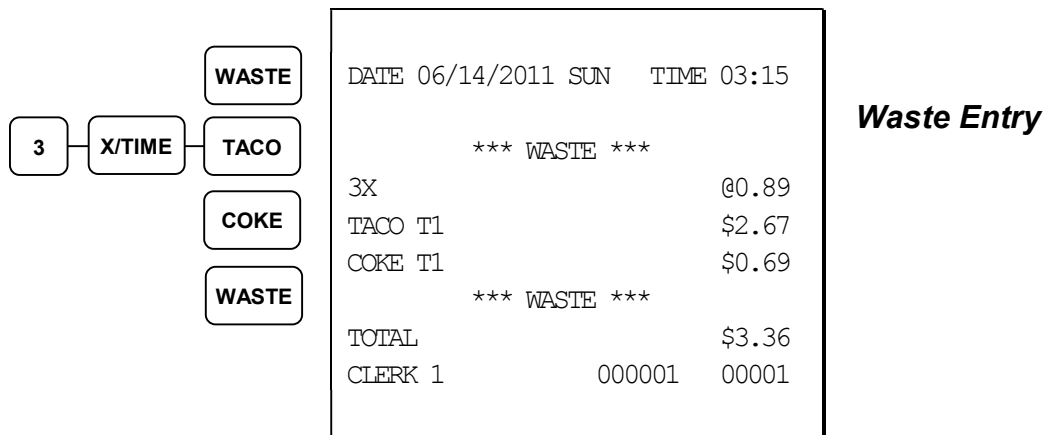 WASTE
3 X/TIME TACO
COKE
WASTE
DATE 06/14/2011 SUN TIME 03:15
*** WASTE ***
3X @0.89
TACO T1 $2.67
COKE T1 $0.69
*** WASTE ***
TOTAL $3.36
CLERK 1 000001 00001
Waste Entry